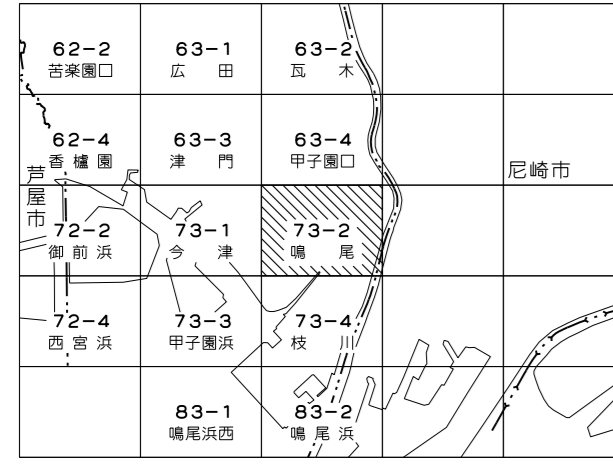 62-2
苦楽園口
63-1
広 田
63-2
瓦 木
62-4
香櫨園
63-3
津 門
63-4
甲子園口
芦屋市
尼崎市
72-2
御前浜
73-1
今 津
73-2
鳴 尾
72-4
西宮浜
73-3
甲子園浜
73-4
枝 川
83-1
鳴尾浜西
83-2
鳴尾浜